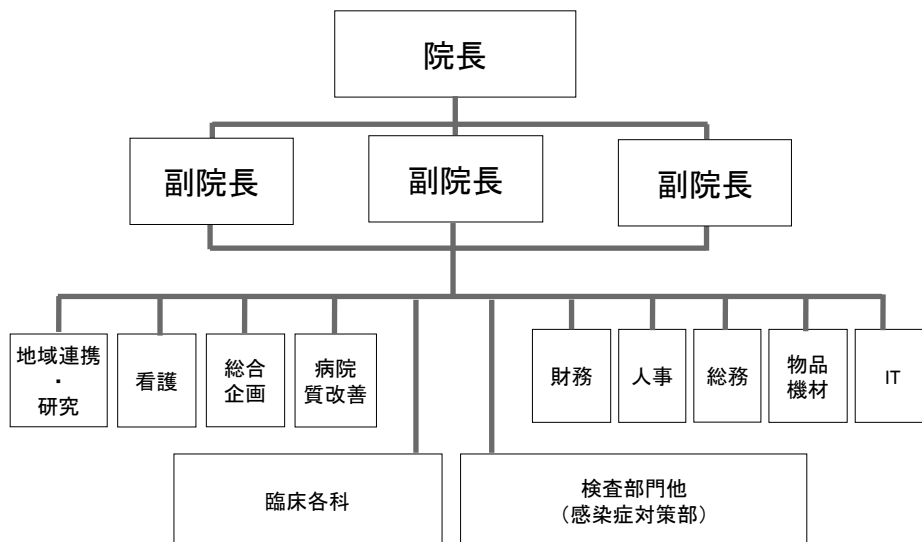 院長
副院長
副院長
副院長
地域連携
・
研究
看護
総合
企画
病院
質改善
財務
人事
総務
物品
機材
IT
臨床各科
検査部門他
（感染症対策部）